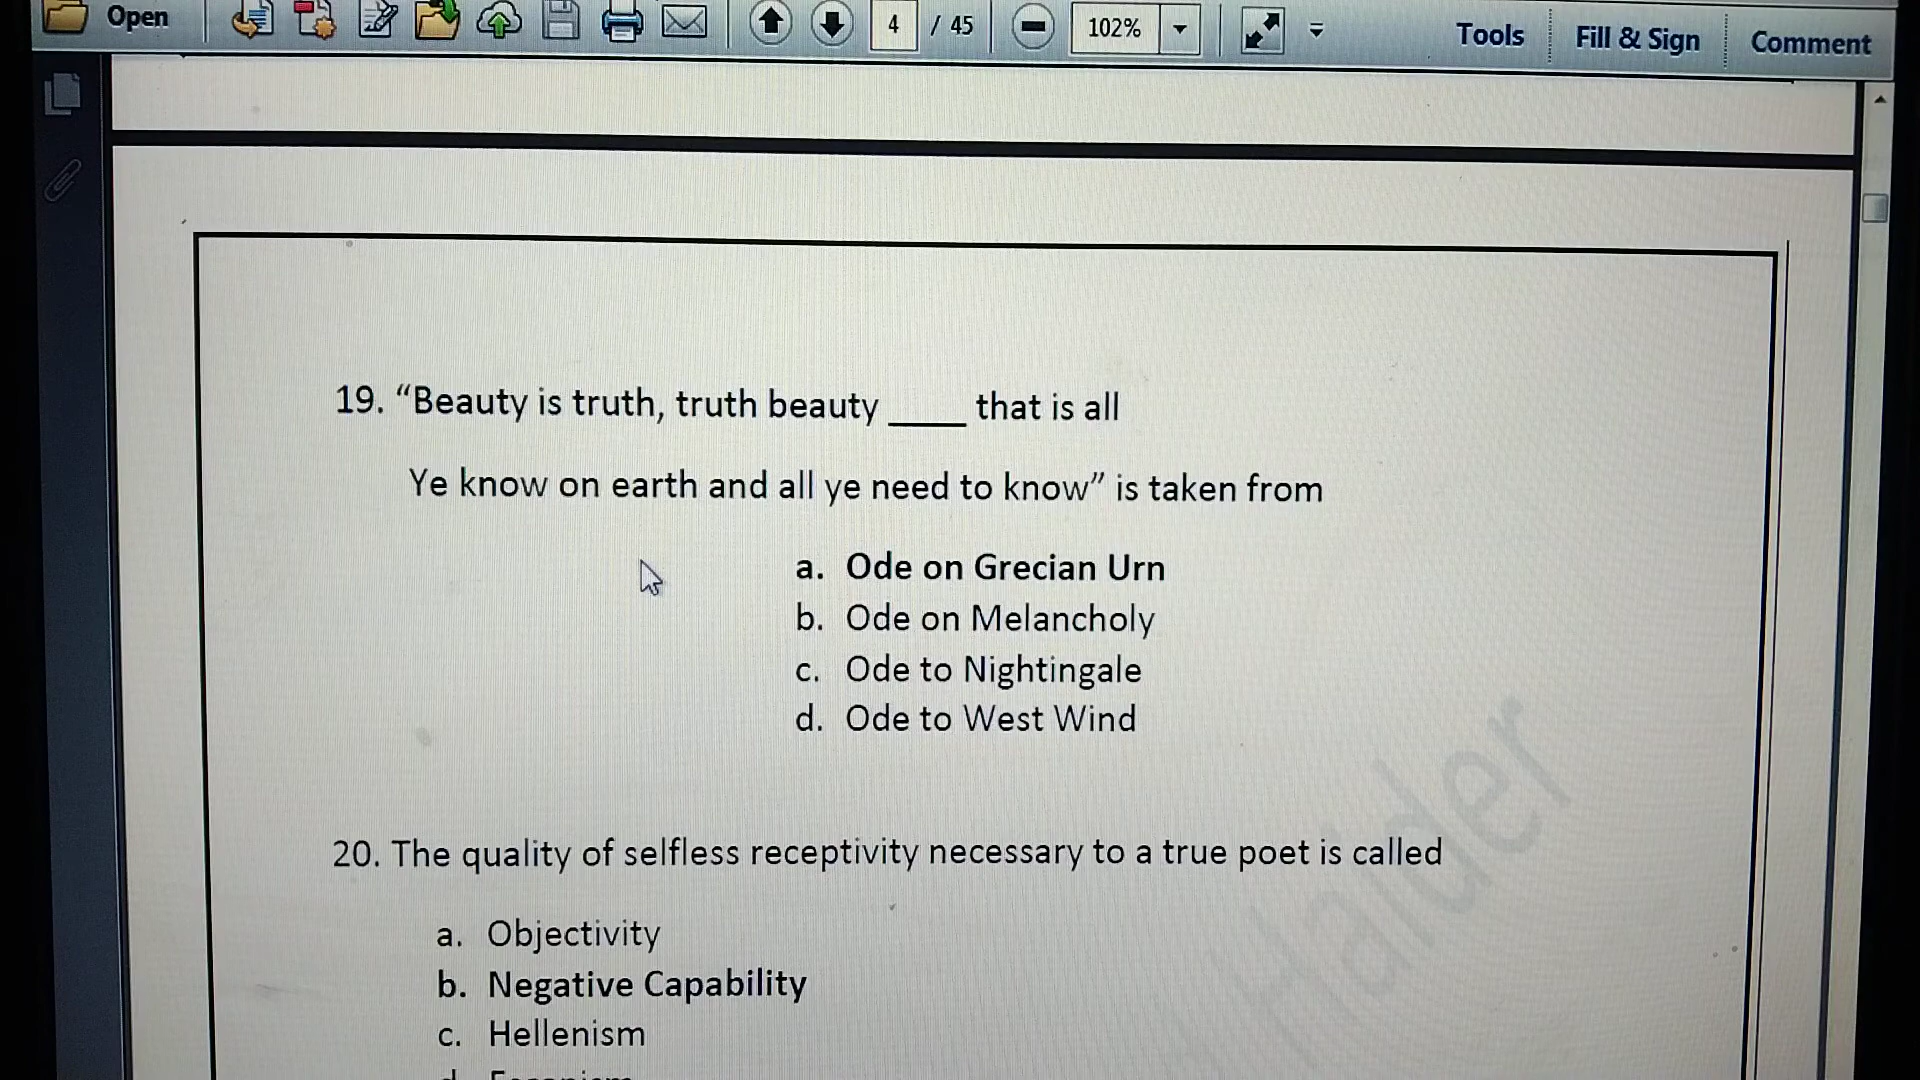 Open 4 / 45 102% Tools Fill & Sign Comment
19. “Beauty is truth, truth beauty ____ that is all
Ye know on earth and all ye need to know” is taken from
a. Ode on Grecian Urn
b. Ode on Melancholy
c. Ode to Nightingale
d. Ode to West Wind
20. The quality of selfless receptivity necessary to a true poet is called
a. Objectivity
b. Negative Capability
c. Hellenism
Haider